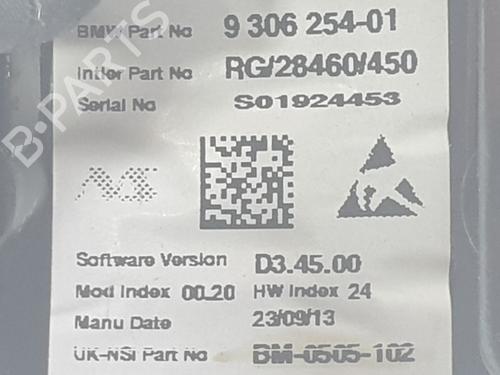 BMW Part No 9 306 254-01
Intier Part No RG/28460/450
Serial No S01924453
B-PARTS
Software Version D3.45.00
Mod Index 00.20 HW Index 24
Manu Date 23/09/13
UK-NSI Part No BM-0505-102